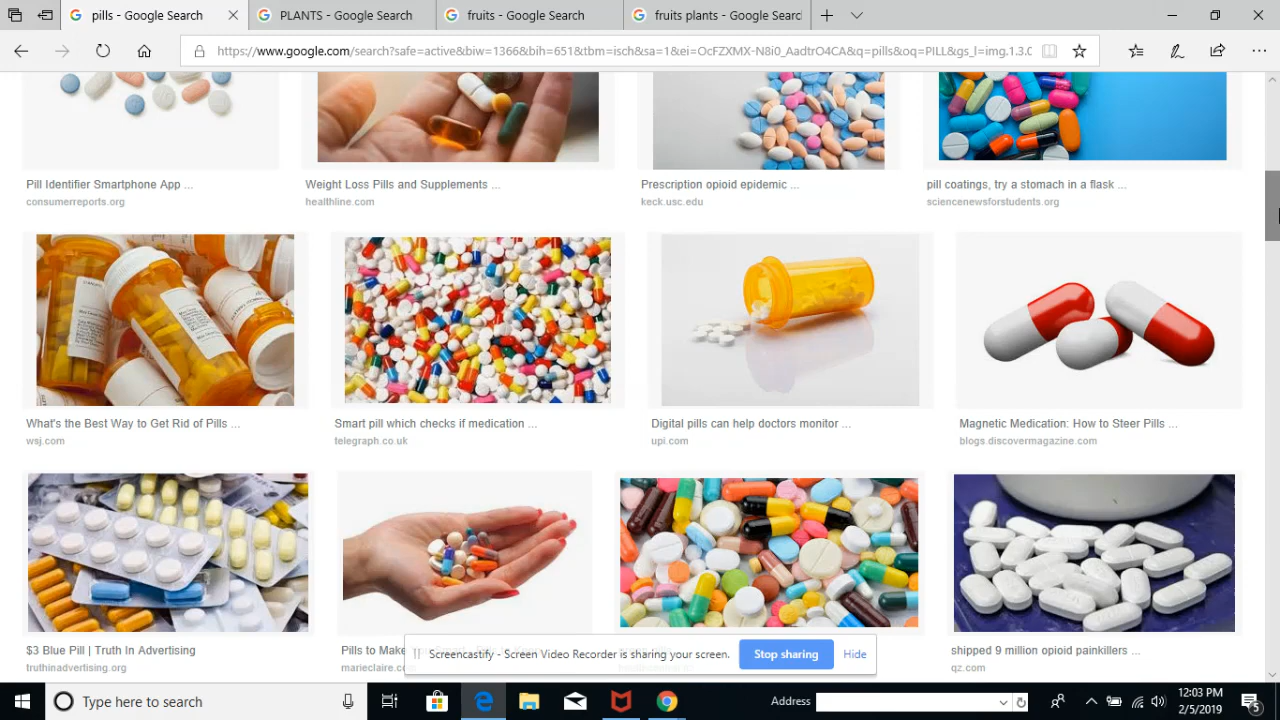 pills - Google Search
PLANTS - Google Search
fruits - Google Search
fruits plants - Google Search
https://www.google.com/search?safe=active&biw=1366&bih=651&tbm=isch&sa=1&ei=OcFZXMX-N8i0_AadtrO4CA&q=pills&oq=PILL&gs_l=img.1.3.0
Pill Identifier Smartphone App ...
Weight Loss Pills and Supplements ...
Prescription opioid epidemic ...
pill coatings, try a stomach in a flask ...
consumerreports.org
healthline.com
keck.usc.edu
sciencenewsforstudents.org
What's the Best Way to Get Rid of Pills ...
Smart pill which checks if medication ...
Digital pills can help doctors monitor ...
Magnetic Medication: How to Steer Pills ...
wsj.com
telegraph.co.uk
upi.com
blogs.discovermagazine.com
$3 Blue Pill | Truth In Advertising
Pills to Make
shipped 9 million opioid painkillers ...
truthinadvertising.org
marieclaire.co
qz.com
Screencastify - Screen Video Recorder is sharing your screen.
Stop sharing
Hide
Type here to search
Address
12:03 PM
2/5/2019
5